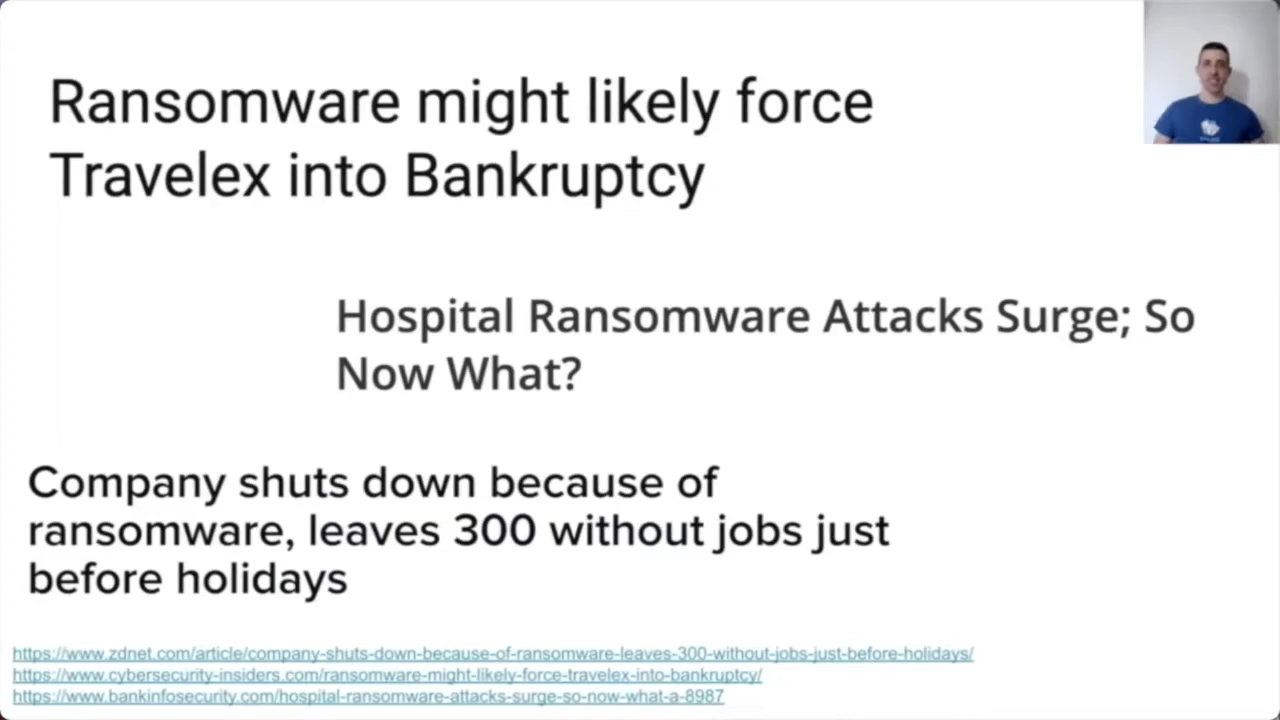 Ransomware might likely force
Travelex into Bankruptcy
Hospital Ransomware Attacks Surge; So
Now What?
Company shuts down because of
ransomware, leaves 300 without jobs just
before holidays
https://www.zdnet.com/article/company-shuts-down-because-of-ransomware-leaves-300-without-jobs-just-before-holidays/
https://www.cybersecurity-insiders.com/ransomware-might-likely-force-travelex-into-bankruptcy/
https://www.bankinfosecurity.com/hospital-ransomware-attacks-surge-so-now-what-a-8987